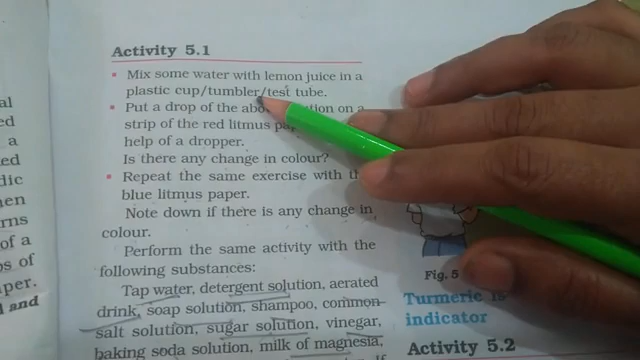 al
ed
a
ed
dic
nen
rns
of a
os of
aper.
and
Activity 5.1
Mix some water with lemon juice in a
plastic cup/tumbler/test tube.
Put a drop of the on a
strip of the red litmus
help of a dropper.
Is there any change in colour?
Repeat the same exercise with
blue litmus paper.
Note down if there is any change in
colour.
Perform the same activity with the
following substances:
Tap water, detergent solution, aerated
drink, soap solution, shampoo, common
salt solution, sugar solution, vinegar,
baking soda solution, milk of magnesia,
Fig. 5
Turmeric
indicator
Activity 5.2